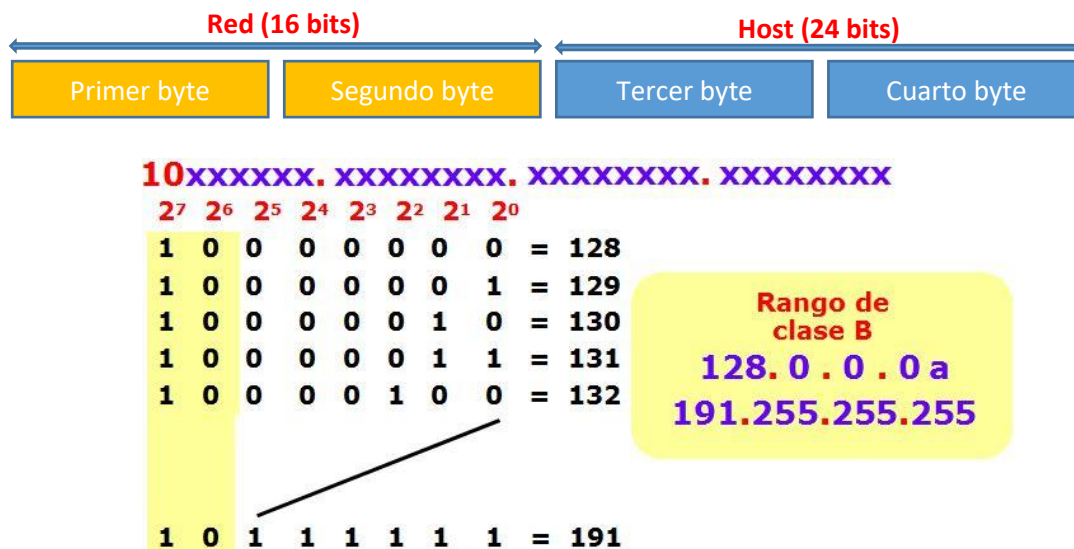 Red (16 bits) Host (24 bits)
Primer byte Segundo byte Tercer byte Cuarto byte
10xxxxxx. xxxxxxxx. xxxxxxxx. xxxxxxxx
2⁷ 2⁶ 2⁵ 2⁴ 2³ 2² 2¹ 2⁰
1 0 0 0 0 0 0 0 = 128
1 0 0 0 0 0 0 1 = 129
1 0 0 0 0 0 1 0 = 130
1 0 0 0 0 0 1 1 = 131
1 0 0 0 0 1 0 0 = 132
1 0 1 1 1 1 1 1 = 191
Rango de
clase B
128. 0 . 0 . 0 a
191.255.255.255